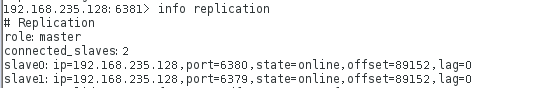 192.168.235.128:6381> info replication
# Replication
role:master
connected_slaves:2
slave0:ip=192.168.235.128,port=6380,state=online,offset=89152,lag=0
slave1:ip=192.168.235.128,port=6379,state=online,offset=89152,lag=0